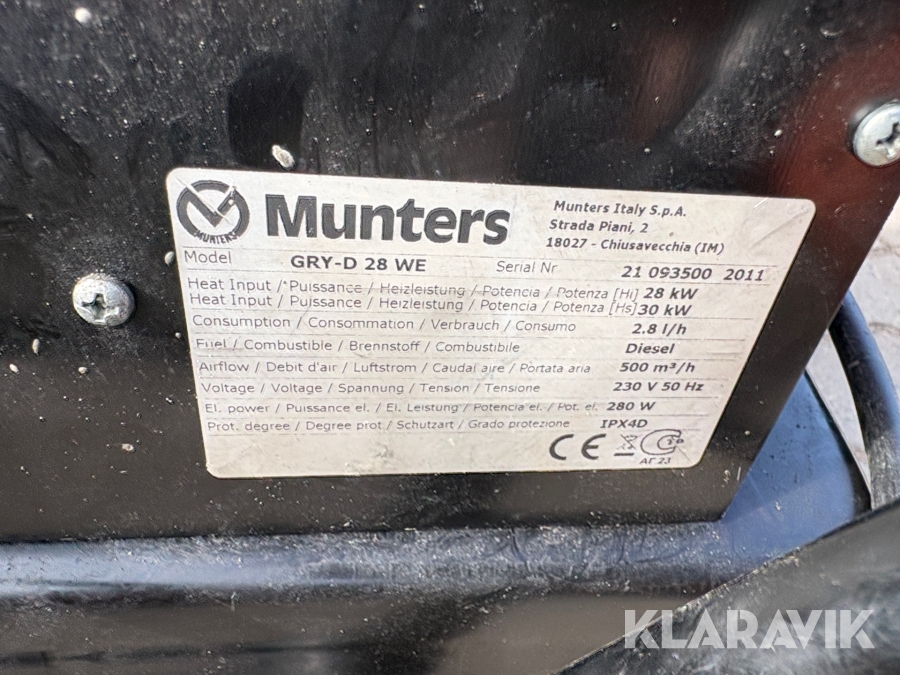 MUNTERS
Munters
Munters Italy S.p.A.
Strada Piani, 2
18027 - Chiusavecchia (IM)
Model GRY-D 28 WE Serial Nr 21 093500 2011
Heat Input / Puissance / Heizleistung / Potencia / Potenza [Hi] 28 kW
Heat Input / Puissance / Heizleistung / Potencia / Potenza [Hs] 30 kW
Consumption / Consommation / Verbrauch / Consumo 2.8 l/h
Fuel / Combustible / Brennstoff / Combustibile Diesel
Airflow / Debit d'air / Luftstrom / Caudal aire / Portata aria 500 m³/h
Voltage / Voltage / Spannung / Tension / Tensione 230 V 50 Hz
El. power / Puissance el. / El. Leistung / Potencia el. / Pot. el. 280 W
Prot. degree / Degree prot. / Schutzart / Grado protezione IPX4D
CE
АГ23
KLARAVIK